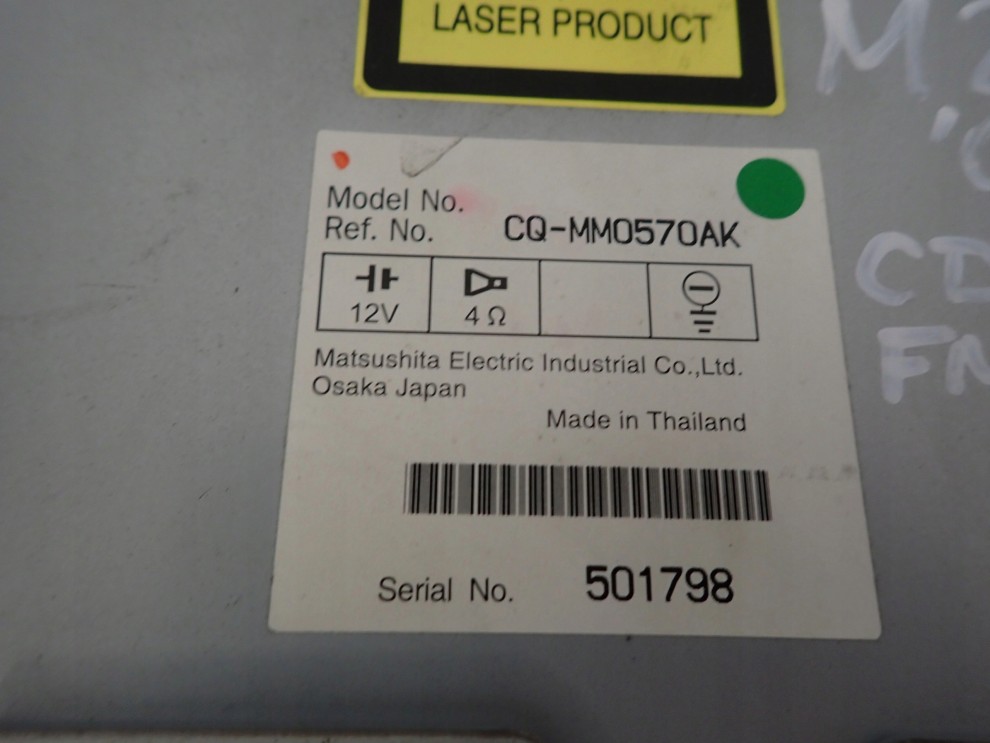 LASER PRODUCT
Model No.
Ref. No. CQ-MM0570AK
12V
4 Ω
Matsushita Electric Industrial Co.,Ltd.
Osaka Japan
Made in Thailand
Serial No. 501798